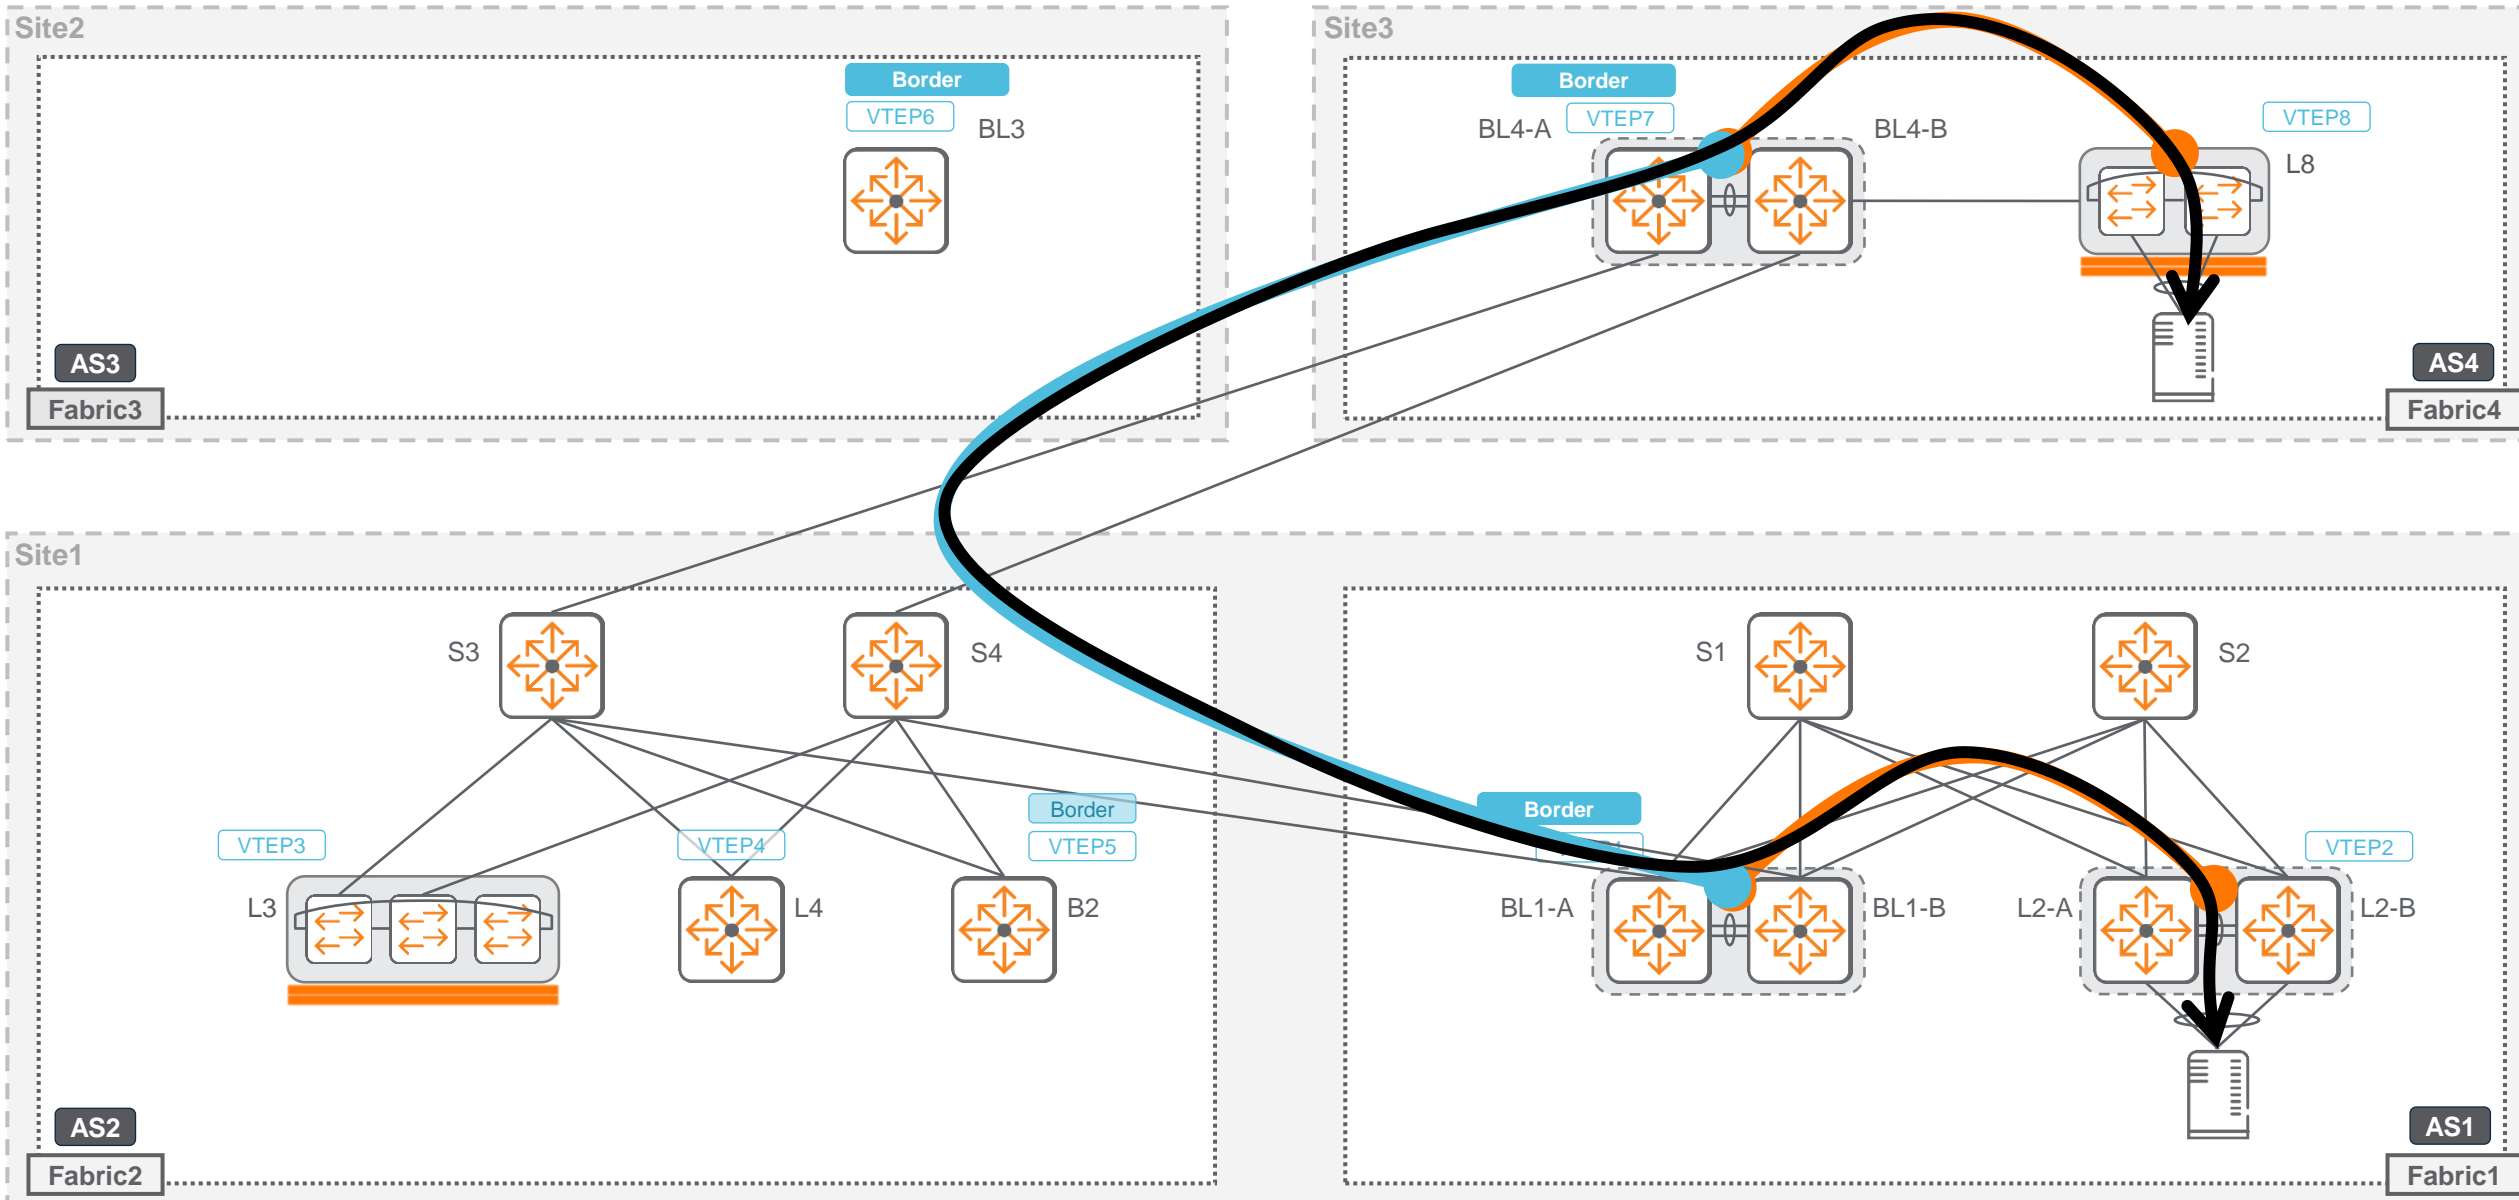 Site2
Border
VTEP6
BL3
AS3
Fabric3
Site3
Border
BL4-A
VTEP7
BL4-B
VTEP8
L8
AS4
Fabric4
Site1
S3
S4
Border
VTEP3
VTEP4
VTEP5
L3
L4
B2
AS2
Fabric2
S1
S2
Border
VTEP2
BL1-A
BL1-B
L2-A
L2-B
AS1
Fabric1